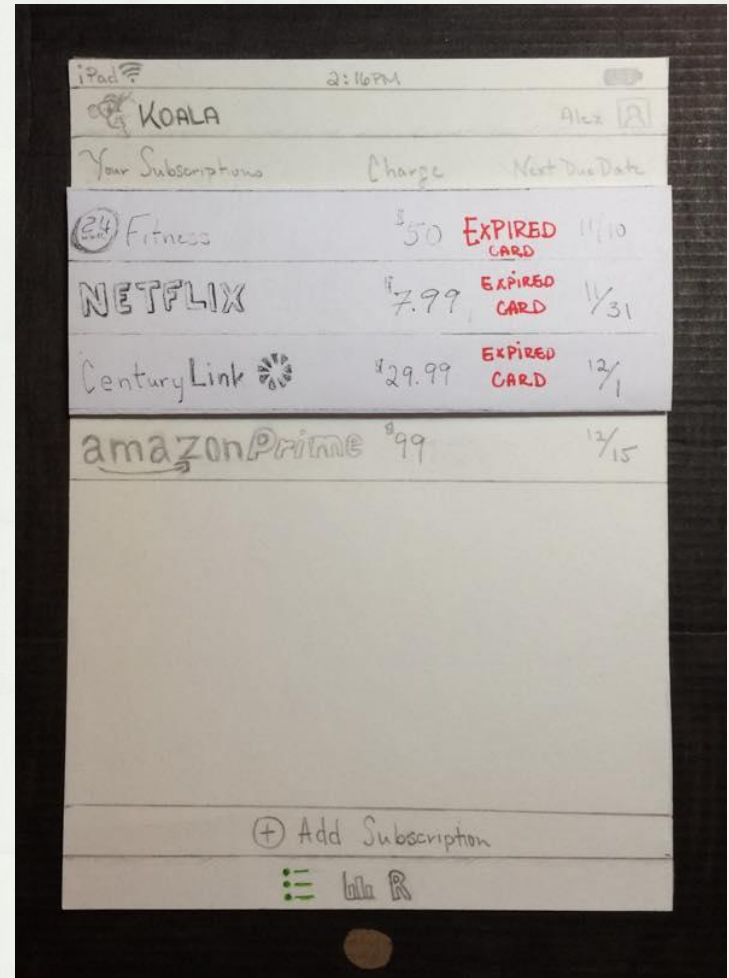 iPad 2:16PM
KOALA Alex
Your Subscriptions Charge Next Due Date
24 Fitness $50 EXPIRED CARD 11/10
NETFLIX $7.99 EXPIRED CARD 11/31
CenturyLink $29.99 EXPIRED CARD 12/1
amazonPrime $99 12/15
+ Add Subscription
R